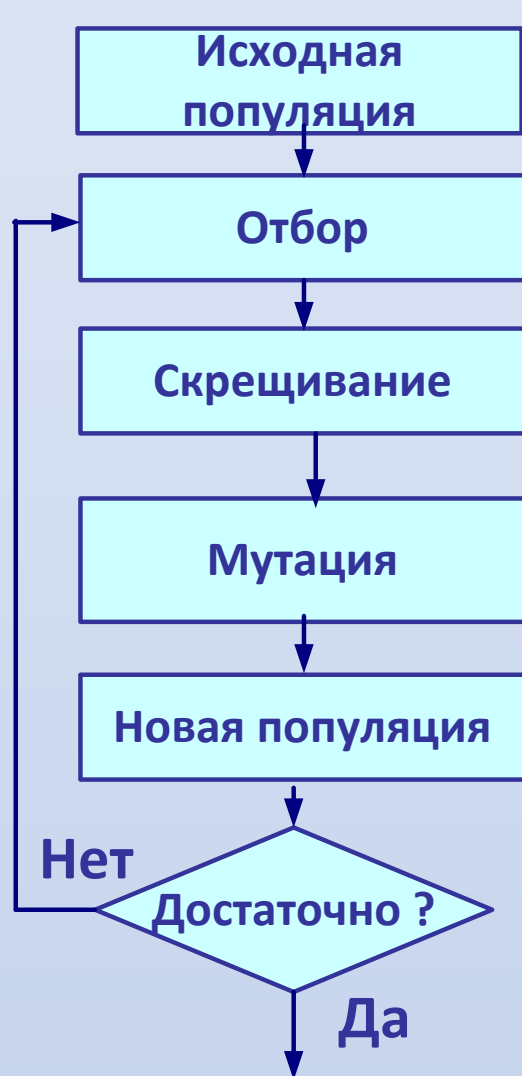 Исходная
популяция
Отбор
Скрещивание
Мутация
Новая популяция
Нет
Достаточно ?
Да